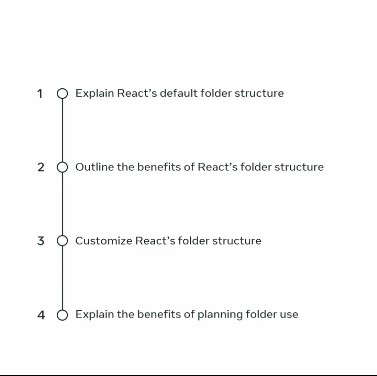 1 Explain React's default folder structure
2 Outline the benefits of React's folder structure
3 Customize React's folder structure
4 Explain the benefits of planning folder use